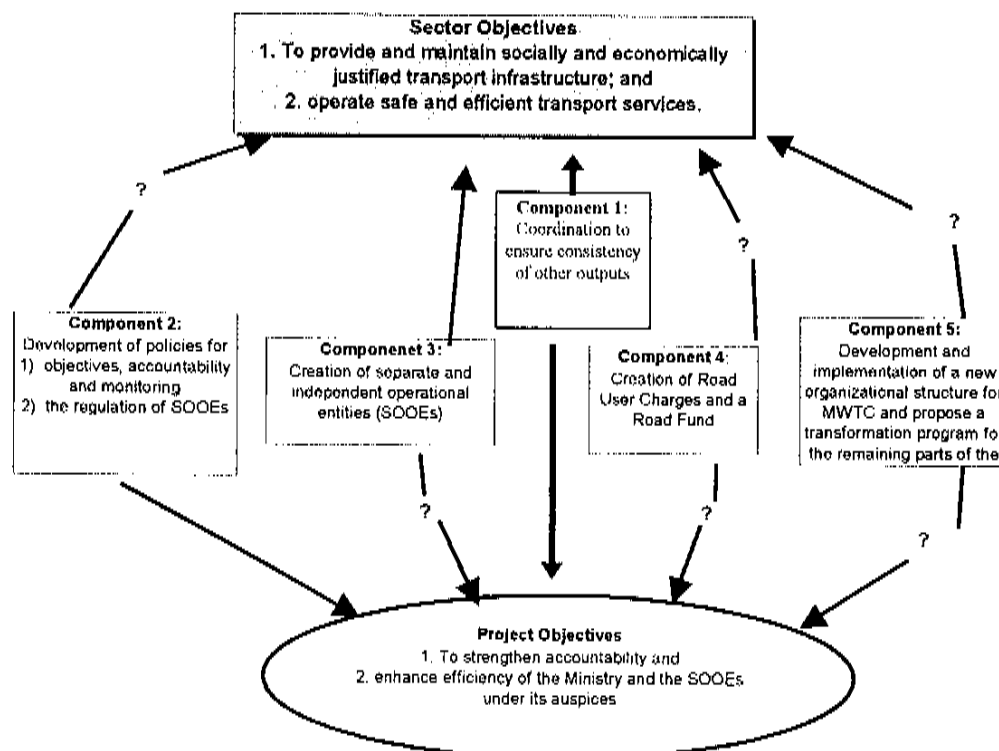 Sector Objectives
1. To provide and maintain socially and economically
justified transport infrastructure; and
2. operate safe and efficient transport services.
?
Component 1:
Coordination to
ensure consistency
of other outputs
?
?
Component 2:
Development of policies for
1) objectives, accountability
and monitoring
2) the regulation of SOOEs
Componenet 3:
Creation of separate and
independent operational
entities (SOOEs)
Component 4:
Creation of Road
User Charges and a
Road Fund
Component 5:
Development and
implementation of a new
organizational structure for
MWTC and propose a
transformation program fo
the remaining parts of the
?
?
?
Project Objectives
1. To strengthen accountability and
2. enhance efficiency of the Ministry and the SOOEs
under its auspices